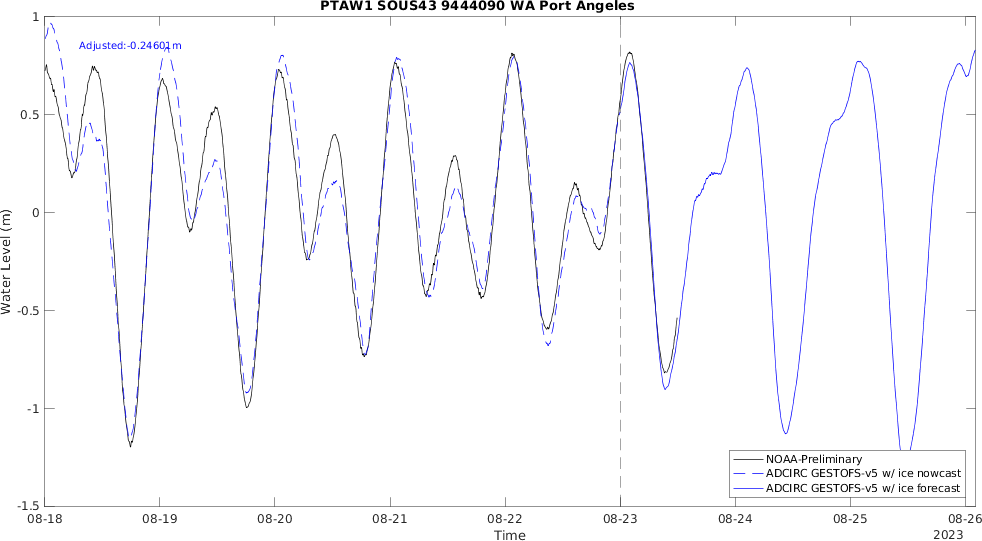 PTAW1 SOUS43 9444090 WA Port Angeles
Adjusted:-0.24601m
1
0.5
0
-0.5
-1
-1.5
Water Level (m)
08-18 08-19 08-20 08-21 08-22 08-23 08-24 08-25 08-26
Time
2023
NOAA-Preliminary
ADCIRC GESTOFS-v5 w/ ice nowcast
ADCIRC GESTOFS-v5 w/ ice forecast